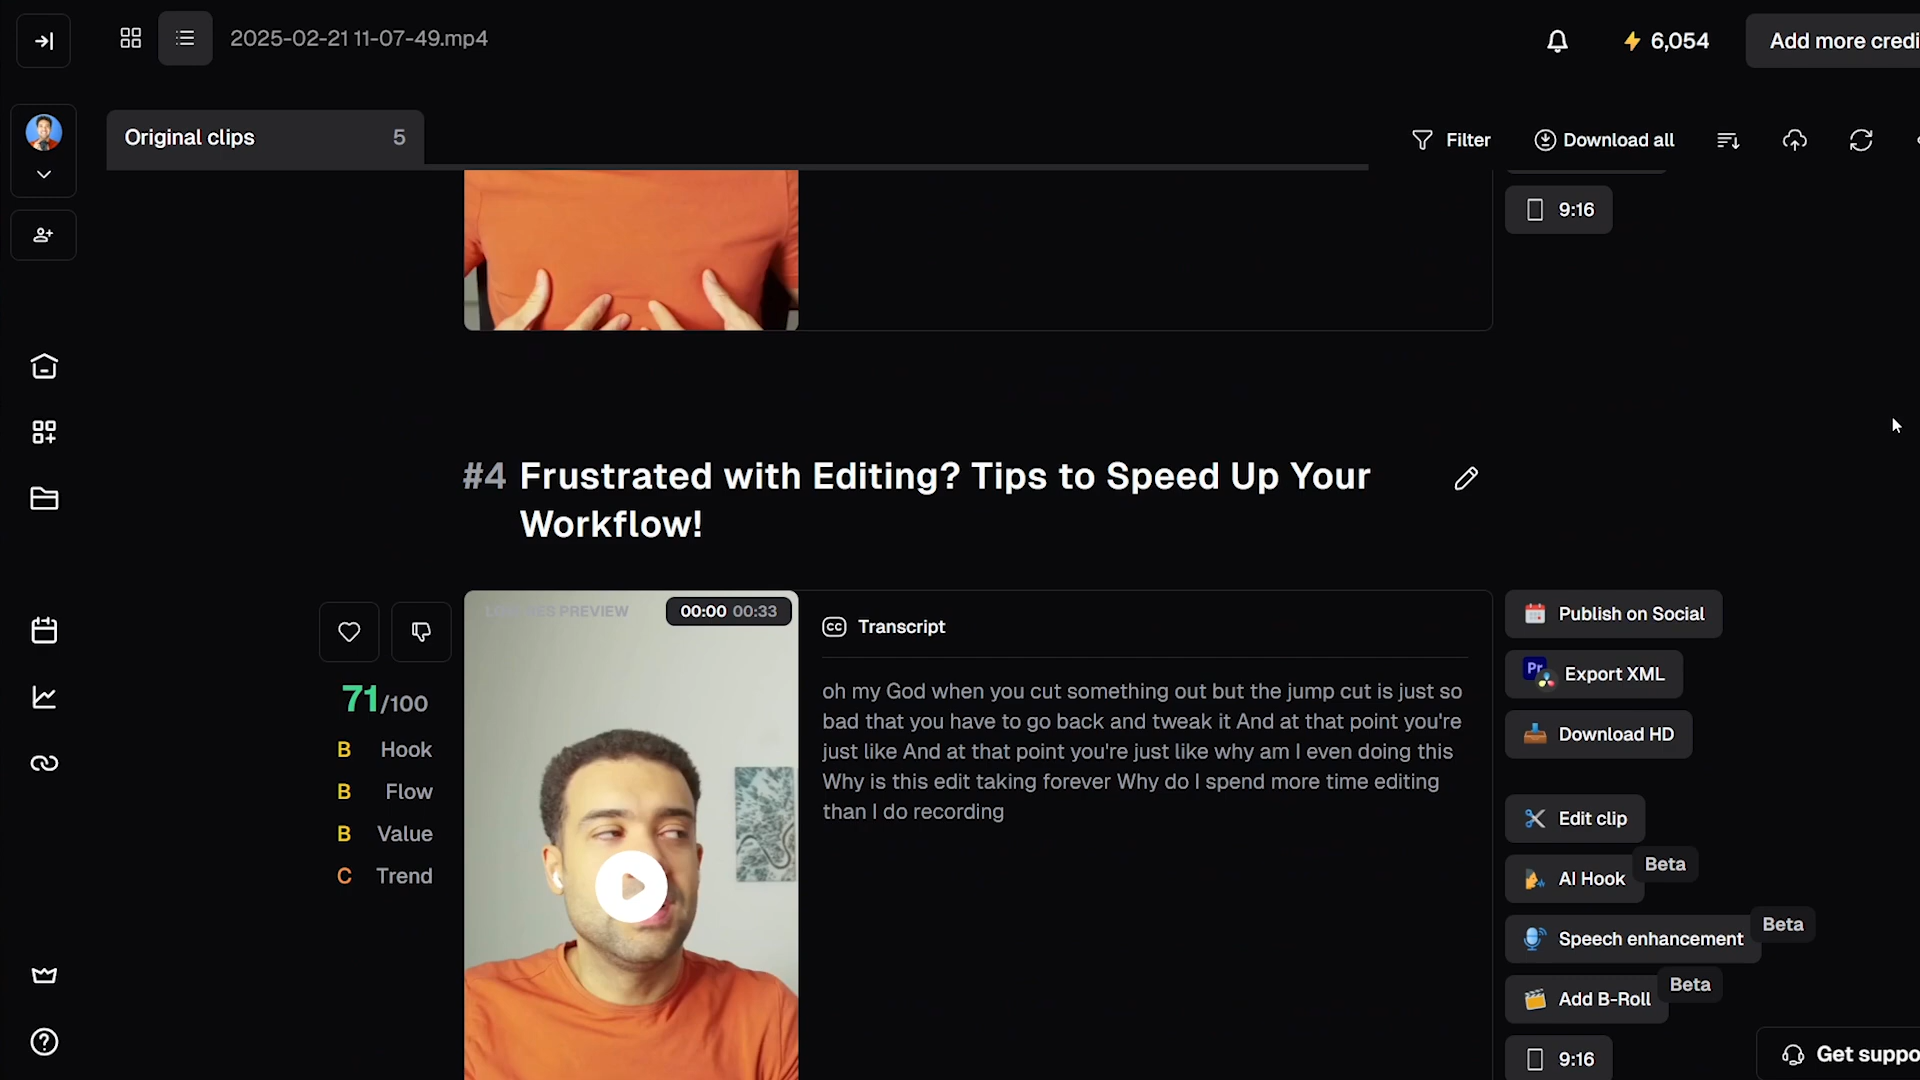 2025-02-21 11-07-49.mp4
6,054
Add more credi
Original clips 5
Filter
Download all
9:16
#4 Frustrated with Editing? Tips to Speed Up Your
Workflow!
PREVIEW
00:00 00:33
71/100
B Hook
B Flow
B Value
C Trend
CC Transcript
oh my God when you cut something out but the jump cut is just so
bad that you have to go back and tweak it And at that point you're
just like And at that point you're just like why am I even doing this
Why is this edit taking forever Why do I spend more time editing
than I do recording
Publish on Social
Pr Export XML
Download HD
Edit clip
AI Hook
Beta
Speech enhancement
Beta
Add B-Roll
Beta
9:16
Get suppo